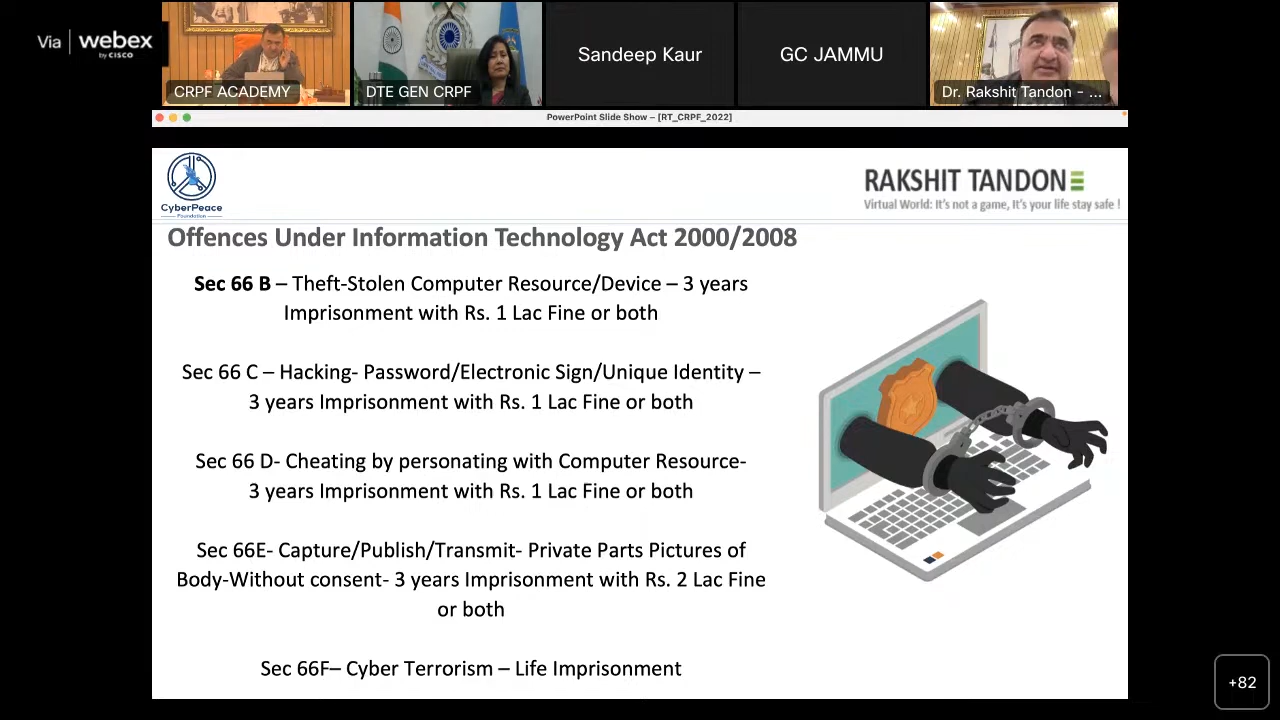 Via | webex
by CISCO
CRPF ACADEMY
DTE GEN CRPF
Sandeep Kaur
GC JAMMU
Dr. Rakshit Tandon - ...
PowerPoint Slide Show – [RT_CRPF_2022]
CyberPeace
Foundation
RAKSHIT TANDON
Virtual World: It's not a game, It's your life stay safe !
Offences Under Information Technology Act 2000/2008
Sec 66 B – Theft-Stolen Computer Resource/Device – 3 years
Imprisonment with Rs. 1 Lac Fine or both
Sec 66 C – Hacking- Password/Electronic Sign/Unique Identity –
3 years Imprisonment with Rs. 1 Lac Fine or both
Sec 66 D- Cheating by personating with Computer Resource-
3 years Imprisonment with Rs. 1 Lac Fine or both
Sec 66E- Capture/Publish/Transmit- Private Parts Pictures of
Body-Without consent- 3 years Imprisonment with Rs. 2 Lac Fine
or both
Sec 66F– Cyber Terrorism – Life Imprisonment
+82